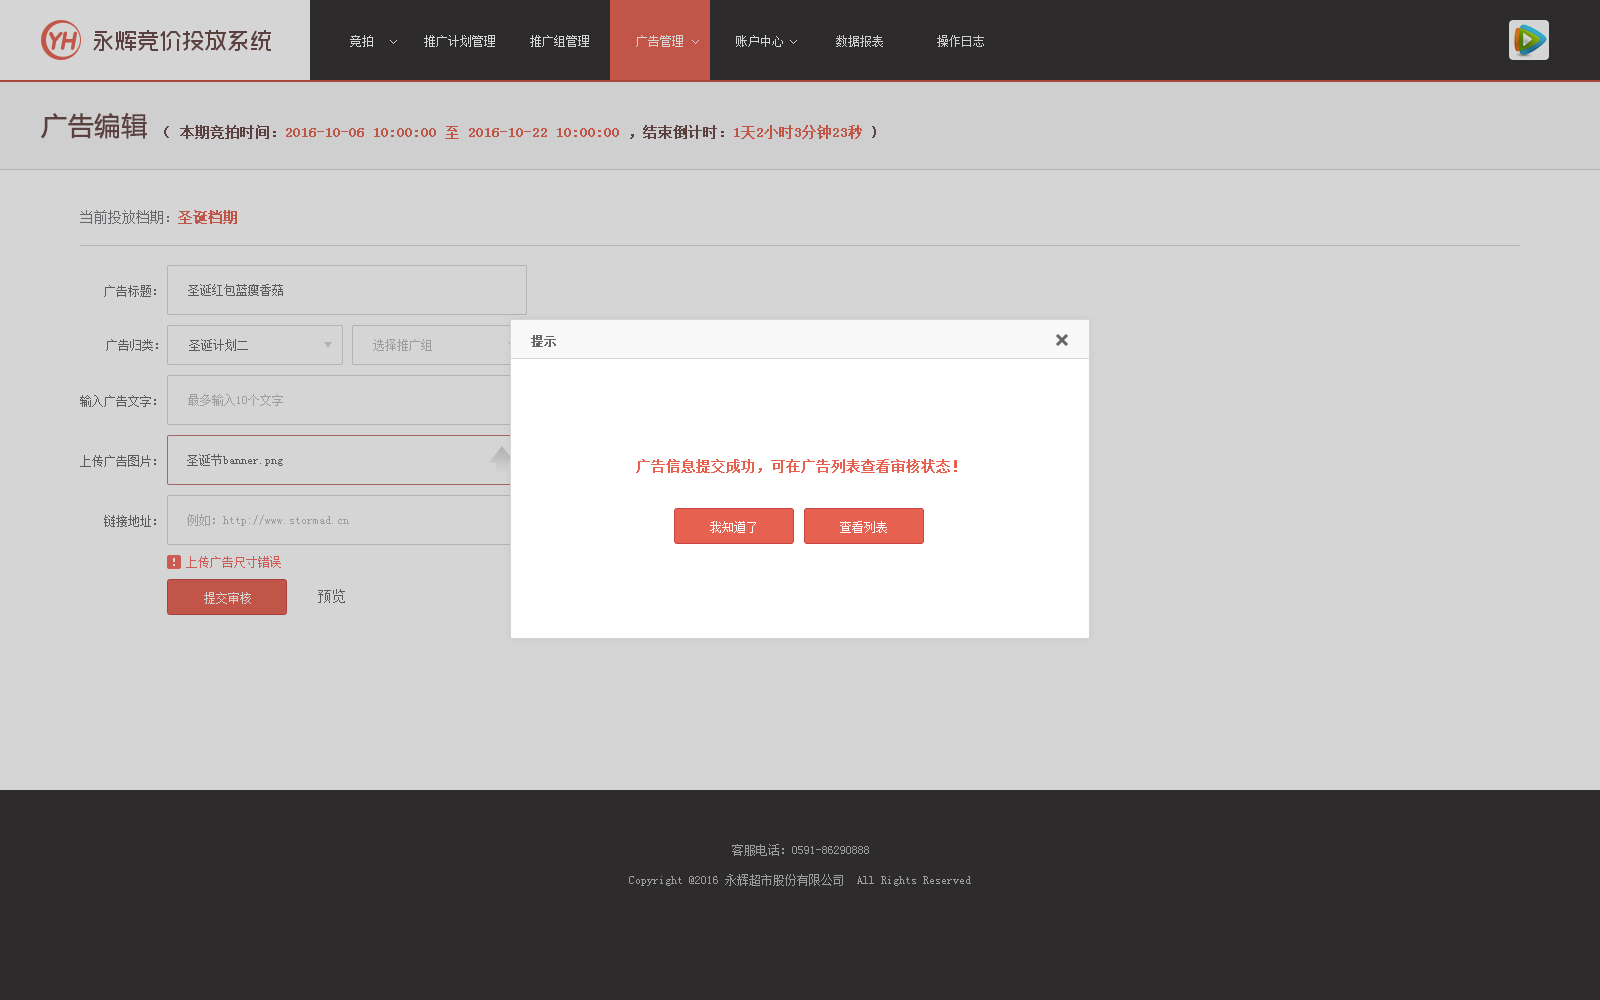 YH 永辉竞价投放系统
竞拍 推广计划管理 推广组管理 广告管理 账户中心 数据报表 操作日志
广告编辑 （ 本期竞拍时间：2016-10-06 10:00:00 至 2016-10-22 10:00:00 ，结束倒计时：1天2小时3分钟23秒 ）
当前投放档期：圣诞档期
广告标题： 圣诞红包蓝瘦香菇
广告归类： 圣诞计划二 选择推广组
输入广告文字： 最多输入10个文字
上传广告图片： 圣诞节banner.png
链接地址： 例如：http://www.stormad.cn
上传广告尺寸错误
提交审核 预览
提示
广告信息提交成功，可在广告列表查看审核状态！
我知道了 查看列表
客服电话：0591-86290888
Copyright @2016 永辉超市股份有限公司 All Rights Reserved